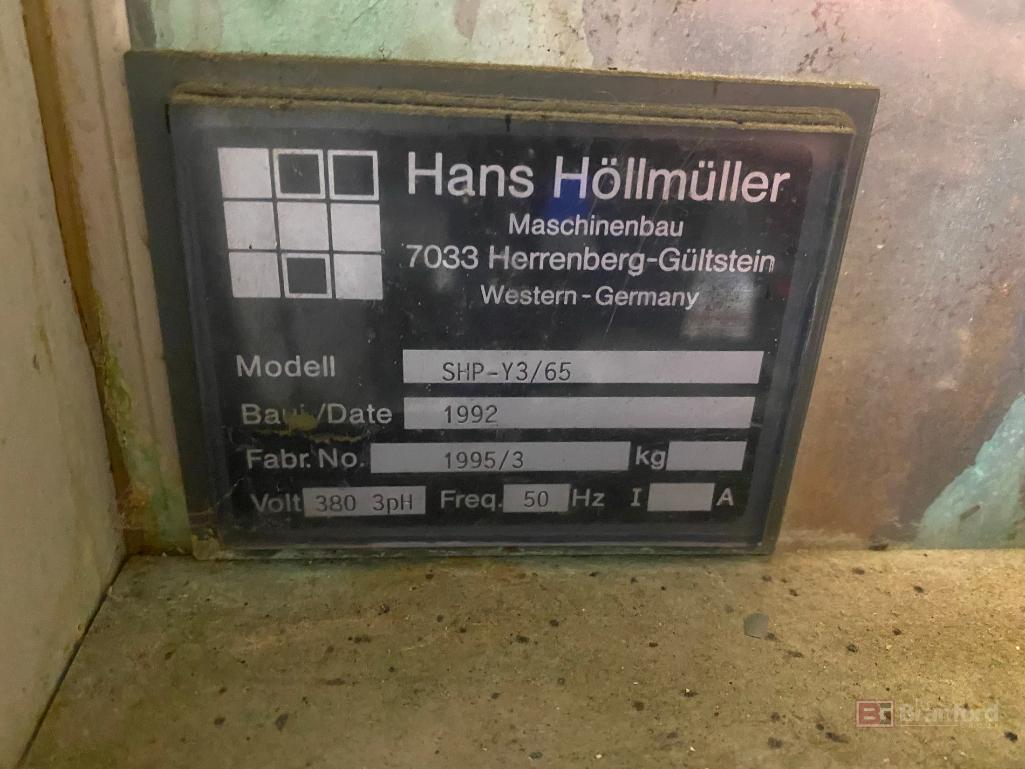 Hans Höllmüller
Maschinenbau
7033 Herrenberg-Gültstein
Western-Germany
Modell SHP-Y3/65
/Date 1992
Fabr. No. 1995/3 kg
Volt 380 3pH Freq. 50 Hz I A
Branford